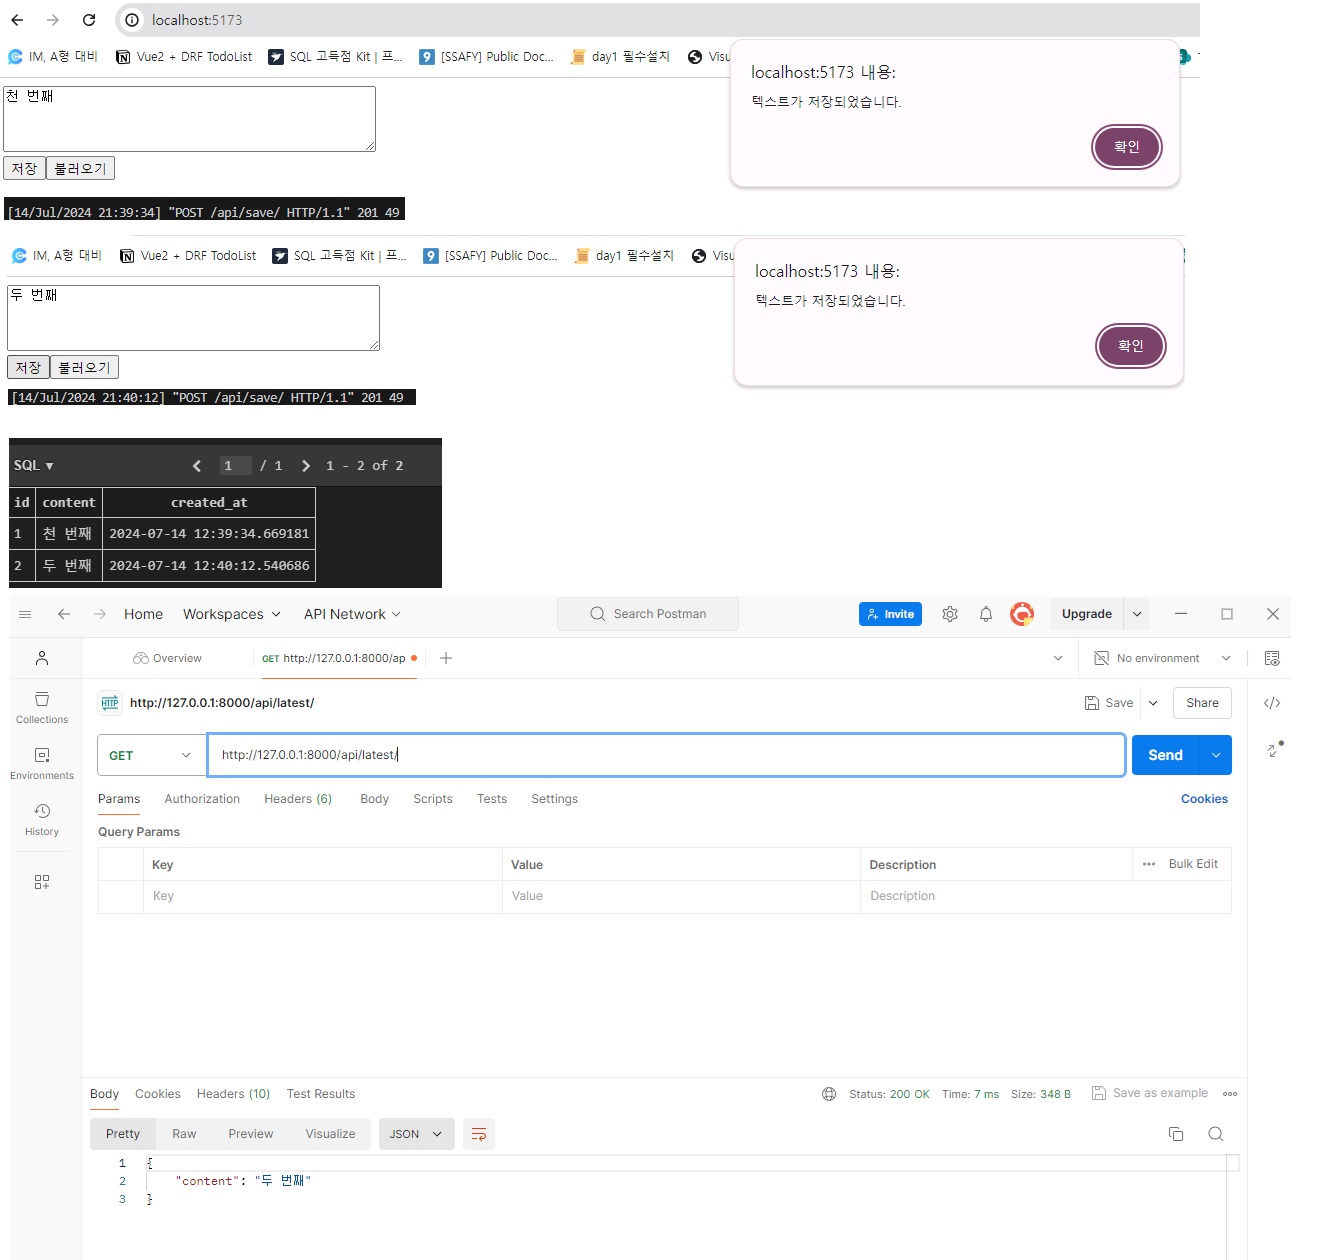 localhost:5173
IM, A형 대비 Vue2 + DRF TodoList SQL 고득점 Kit | 프... [SSAFY] Public Doc... day1 필수설치 Visu
localhost:5173 내용:
텍스트가 저장되었습니다.
확인
천 번째
저장 불러오기
[14/Jul/2024 21:39:34] "POST /api/save/ HTTP/1.1" 201 49
IM, A형 대비 Vue2 + DRF TodoList SQL 고득점 Kit | 프... [SSAFY] Public Doc... day1 필수설치 Visu
localhost:5173 내용:
텍스트가 저장되었습니다.
확인
두 번째
저장 불러오기
[14/Jul/2024 21:40:12] "POST /api/save/ HTTP/1.1" 201 49
SQL ▼ 1 / 1 1 - 2 of 2
id content created_at
1 천 번째 2024-07-14 12:39:34.669181
2 두 번째 2024-07-14 12:40:12.540686
Home Workspaces API Network Search Postman Invite Upgrade
Overview GET http://127.0.0.1:8000/ap No environment
HTTP http://127.0.0.1:8000/api/latest/ Save Share
Collections
GET http://127.0.0.1:8000/api/latest/ Send
Environments
Params Authorization Headers (6) Body Scripts Tests Settings Cookies
History
Query Params
Key Value Description Bulk Edit
Key Value Description
Body Cookies Headers (10) Test Results Status: 200 OK Time: 7 ms Size: 348 B Save as example
Pretty Raw Preview Visualize JSON
1 {
2 "content": "두 번째"
3 }